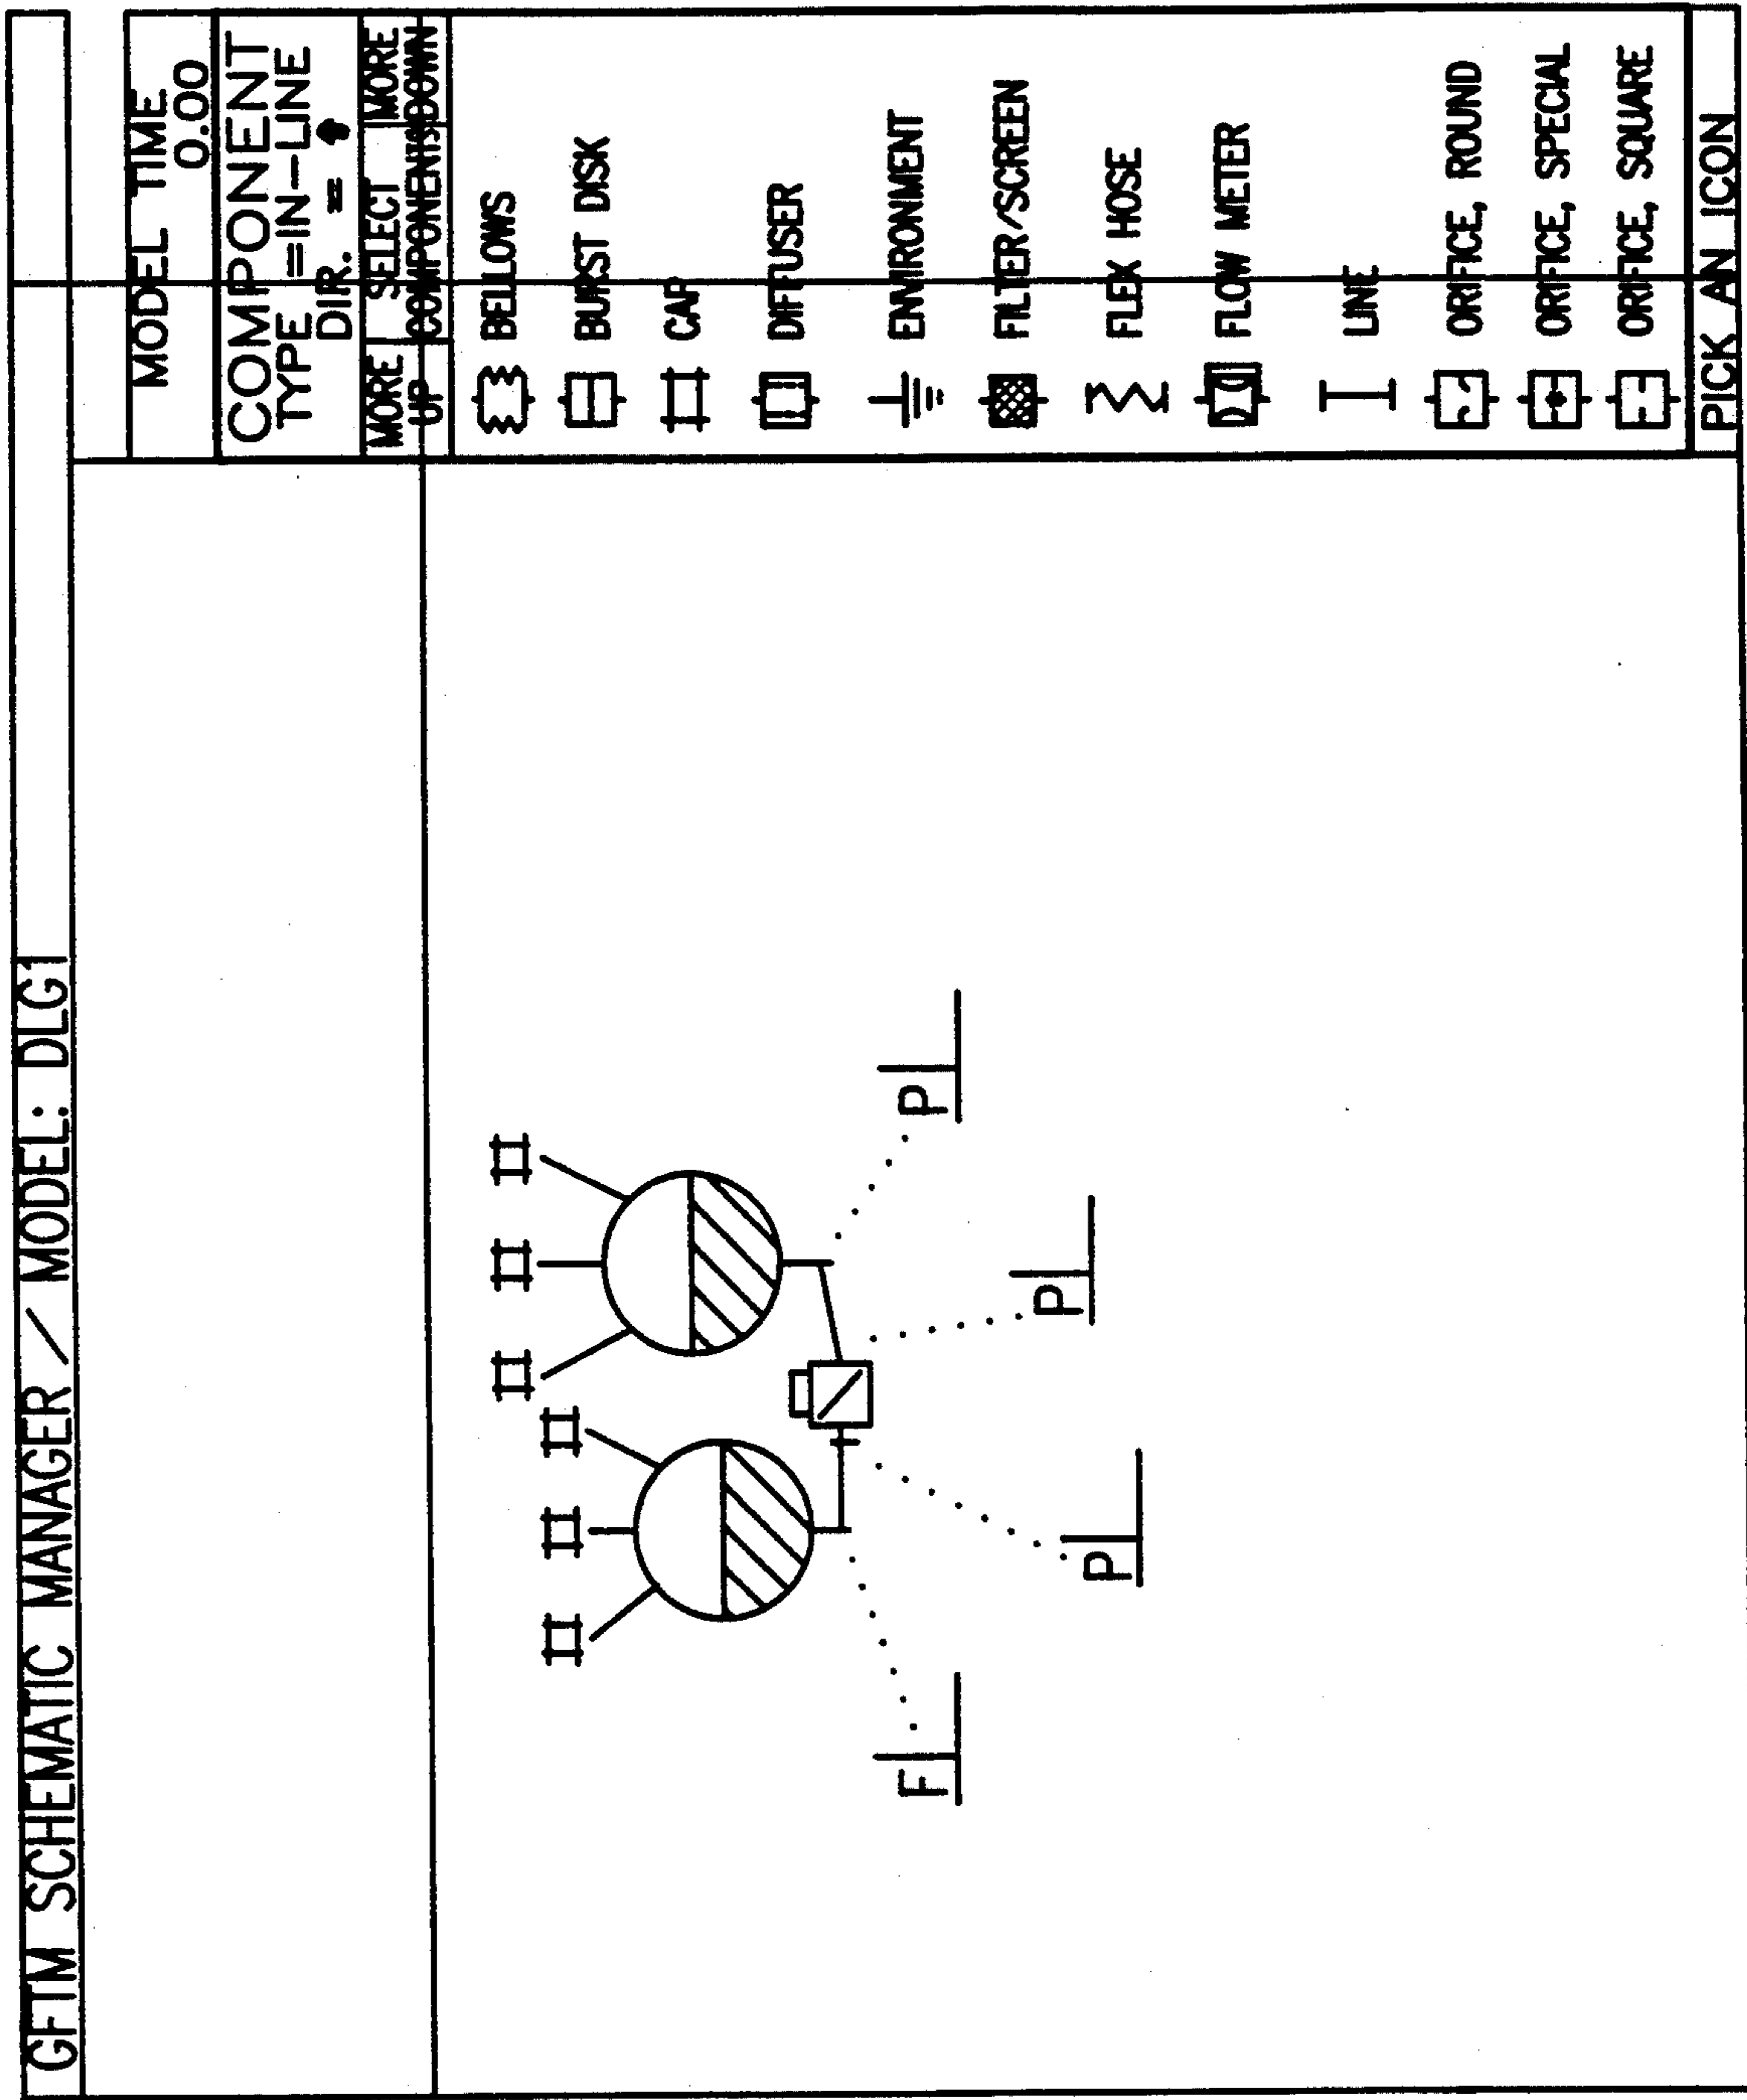 GFTM SCHEMATIC MANAGER / MODEL: DLG1
MODEL TIME
0.00
COMPONENT
TYPE =IN-LINE
DIR. =
MORE UP
SELECT COMPONENTS
MORE DOWN
BELLOWS
BURST DISK
CAP
DIFFUSER
ENVIRONMENT
FILTER/SCREEN
FLEX HOSE
FLOW METER
LINE
ORIFICE, ROUND
ORIFICE, SPECIAL
ORIFICE, SQUARE
PICK AN ICON
F
P
P
P